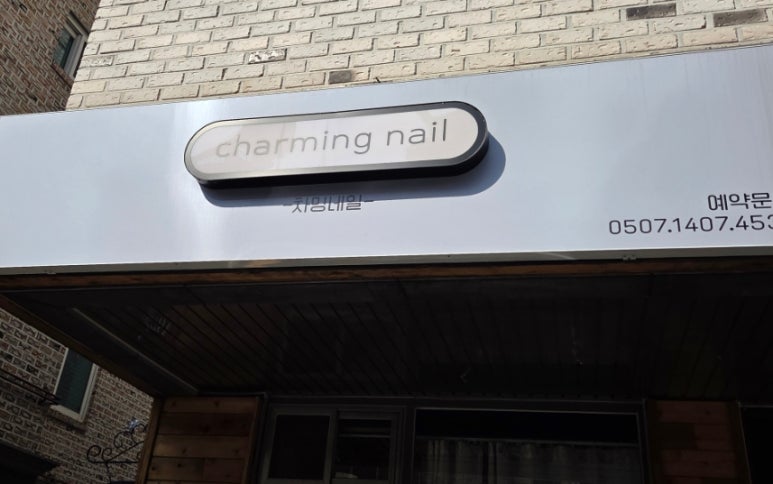 charming nail
-차밍네일-
예약문
0507.1407.453